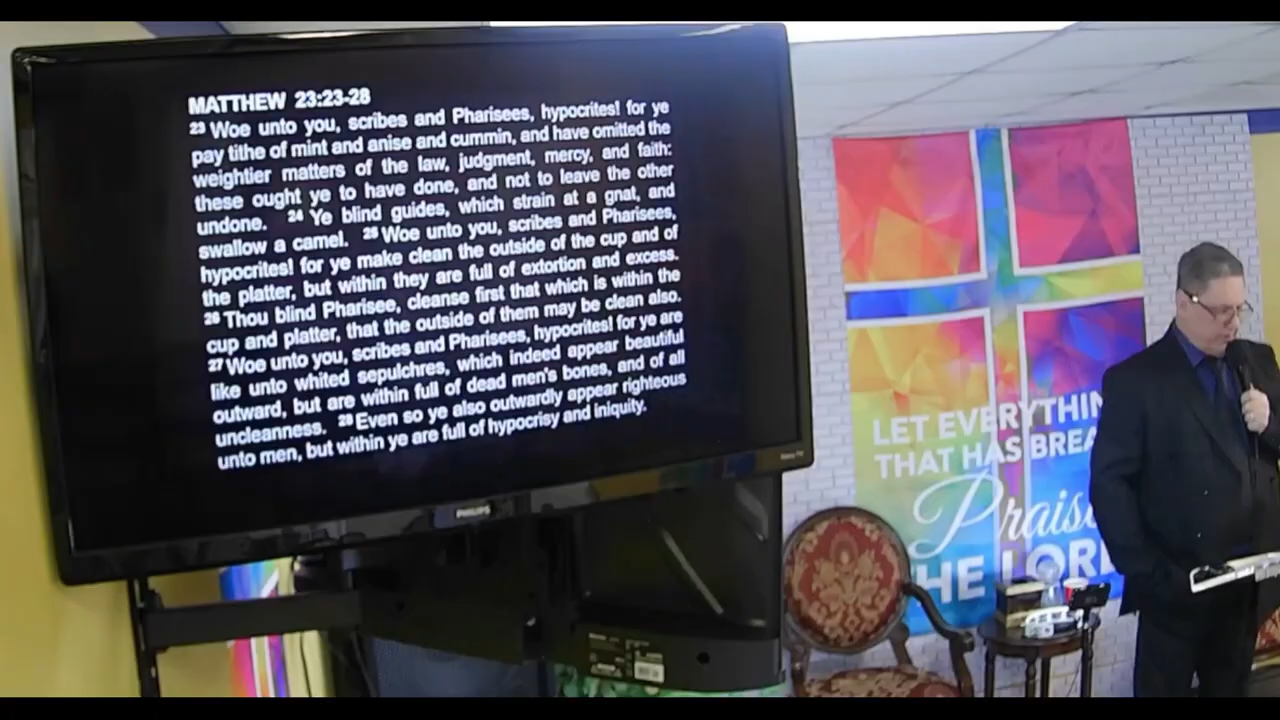 MATTHEW 23:23-28
23 Woe unto you, scribes and Pharisees, hypocrites! for ye
pay tithe of mint and anise and cummin, and have omitted the
weightier matters of the law, judgment, mercy, and faith:
these ought ye to have done, and not to leave the other
undone. 24 Ye blind guides, which strain at a gnat, and
swallow a camel. 25 Woe unto you, scribes and Pharisees,
hypocrites! for ye make clean the outside of the cup and of
the platter, but within they are full of extortion and excess.
26 Thou blind Pharisee, cleanse first that which is within the
cup and platter, that the outside of them may be clean also.
27 Woe unto you, scribes and Pharisees, hypocrites! for ye are
like unto whited sepulchres, which indeed appear beautiful
outward, but are within full of dead men's bones, and of all
uncleanness. 28 Even so ye also outwardly appear righteous
unto men, but within ye are full of hypocrisy and iniquity.
PHILIPS
LET EVERYTHIN
THAT HAS BREA
Praise
THE LORD